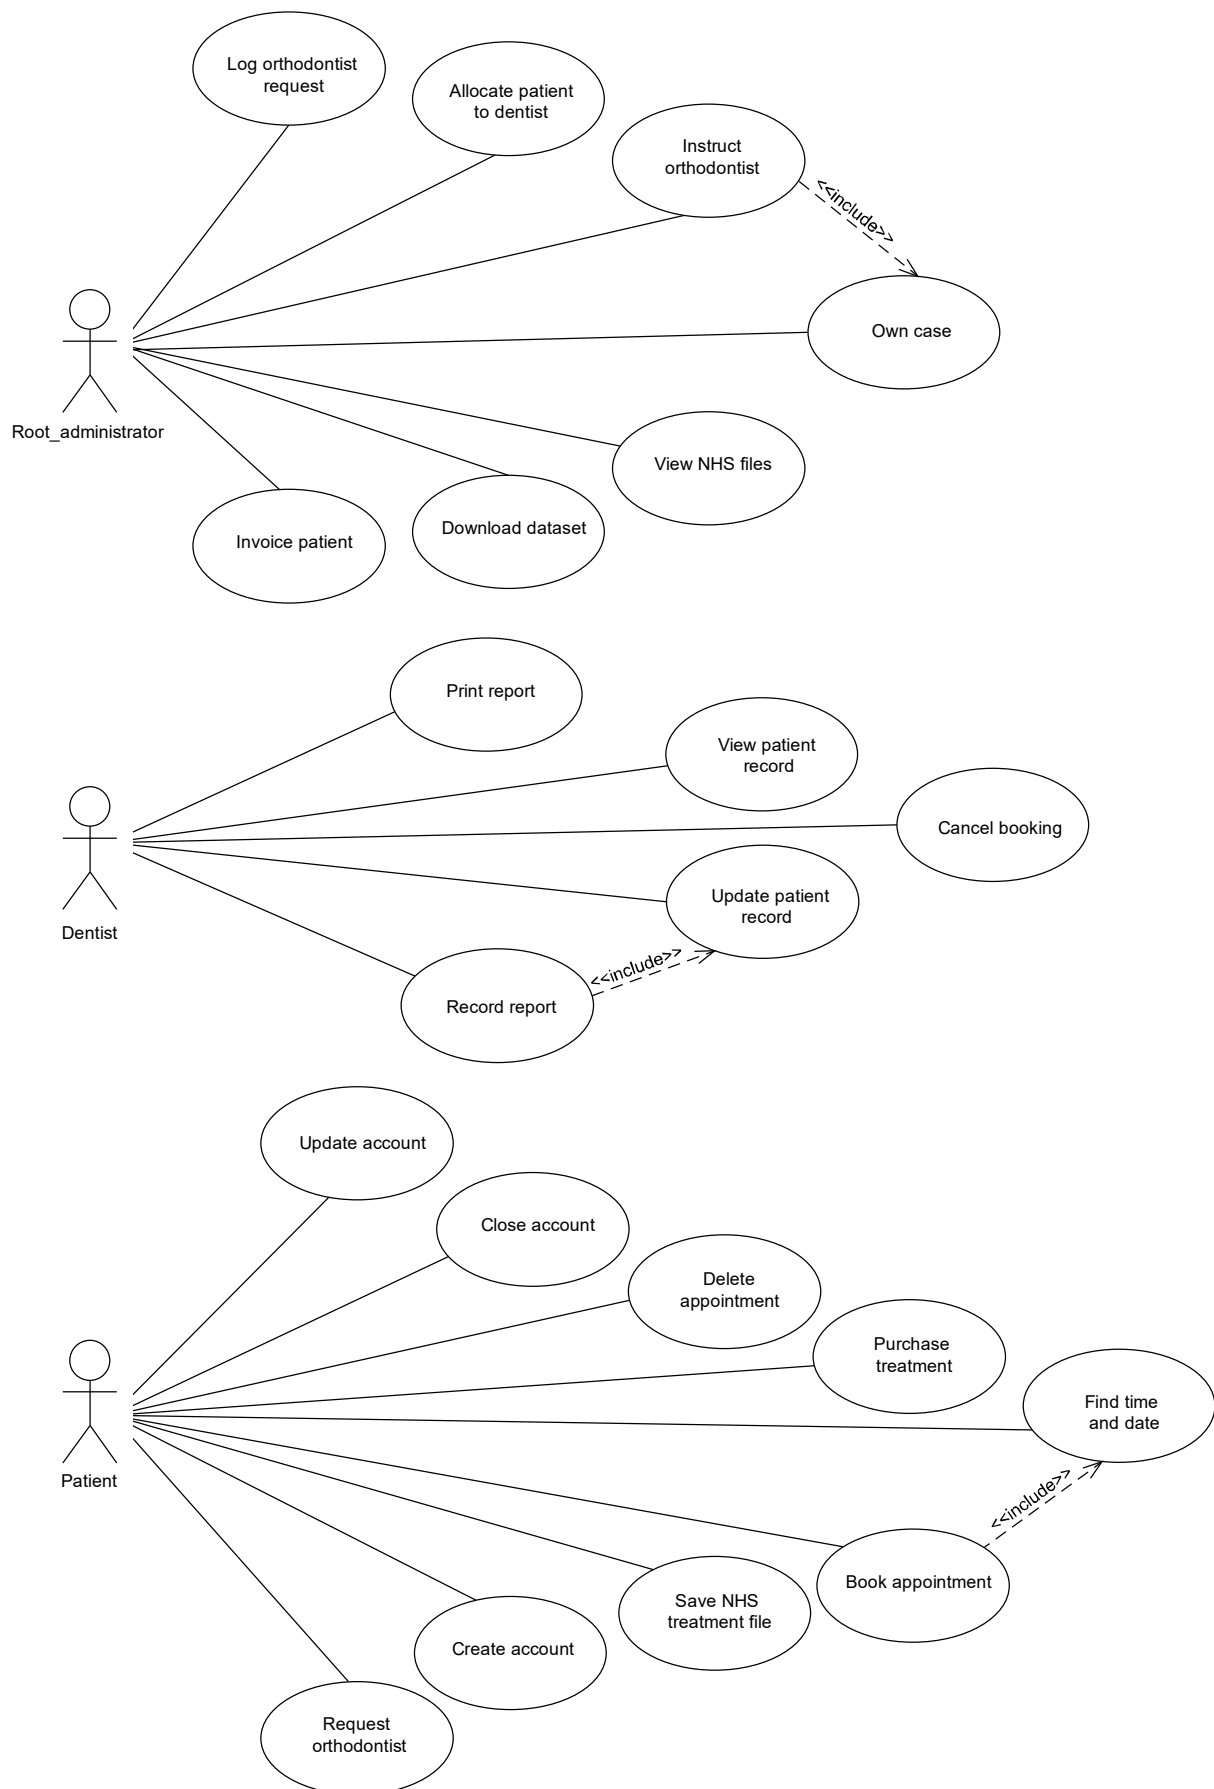 Log orthodontist
request
Allocate patient
to dentist
Instruct
orthodontist
<<include>>
Own case
Root_administrator
View NHS files
Download dataset
Invoice patient
Print report
View patient
record
Cancel booking
Update patient
record
Dentist
<<include>>
Record report
Update account
Close account
Delete
appointment
Purchase
treatment
Find time
and date
Patient
<<include>>
Book appointment
Save NHS
treatment file
Create account
Request
orthodontist